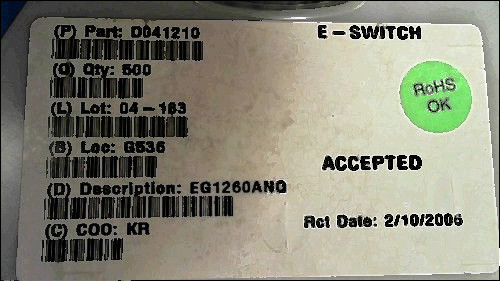 (P) Part: O041210
E-SWITCH
(Q) Qty: 500
RoHS
OK
(L) Lot: 04-163
(S) Loc: G536
ACCEPTED
(D) Description: EG1260ANQ
Rct Date: 2/10/2006
(C) COO: KR